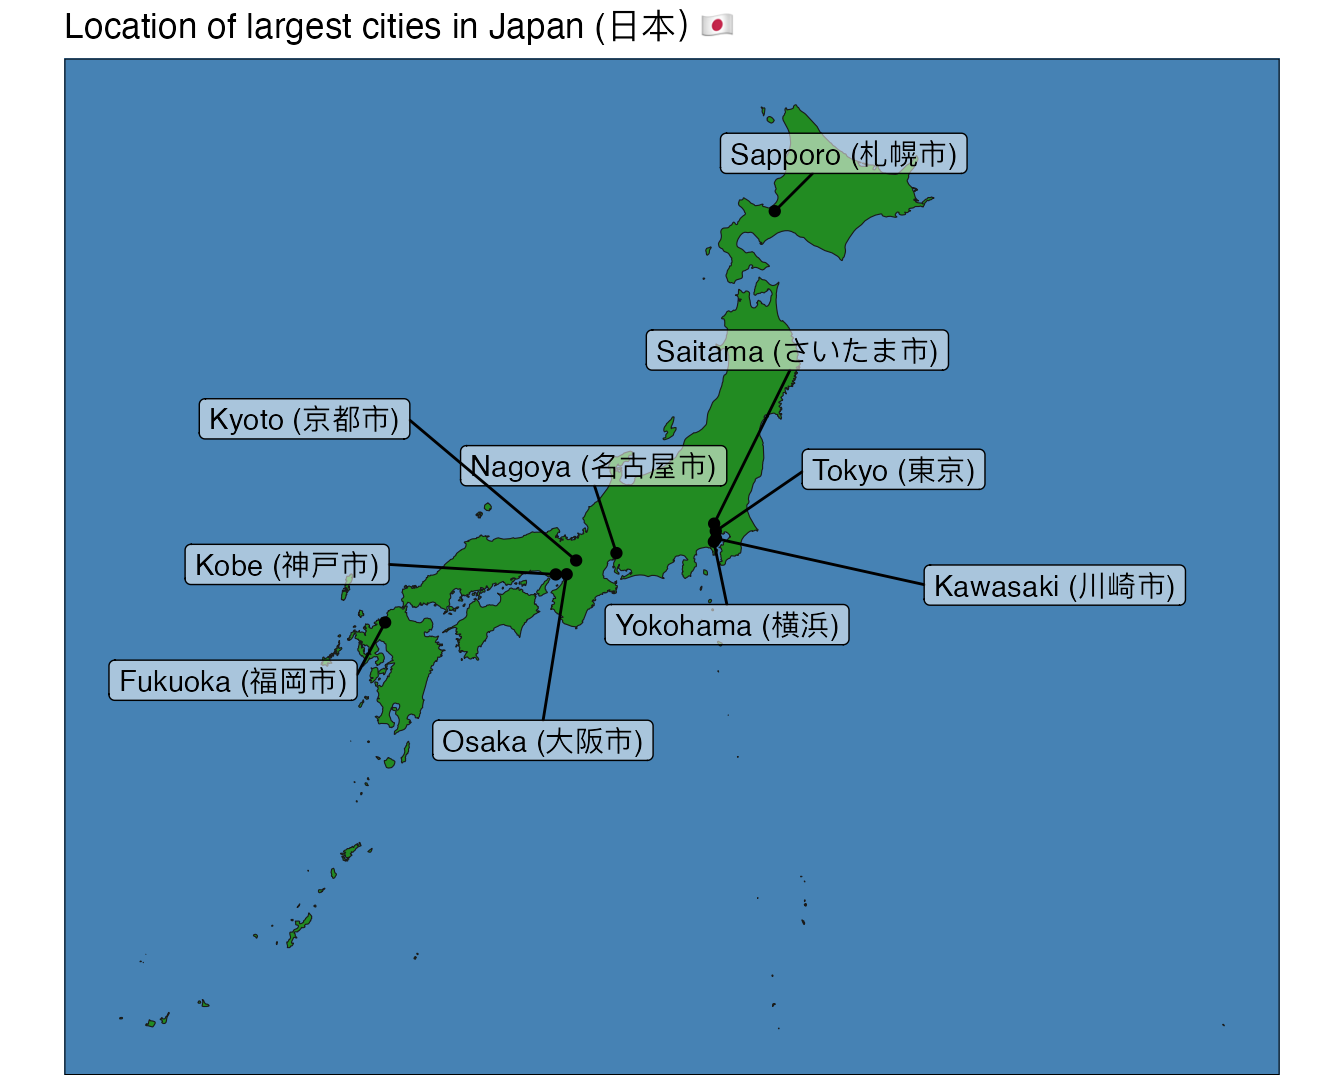 Location of largest cities in Japan (日本) 🇯🇵
Sapporo (札幌市)
Saitama (さいたま市)
Kyoto (京都市)
Nagoya (名古屋市)
Tokyo (東京)
Kobe (神戸市)
Kawasaki (川崎市)
Yokohama (横浜)
Fukuoka (福岡市)
Osaka (大阪市)